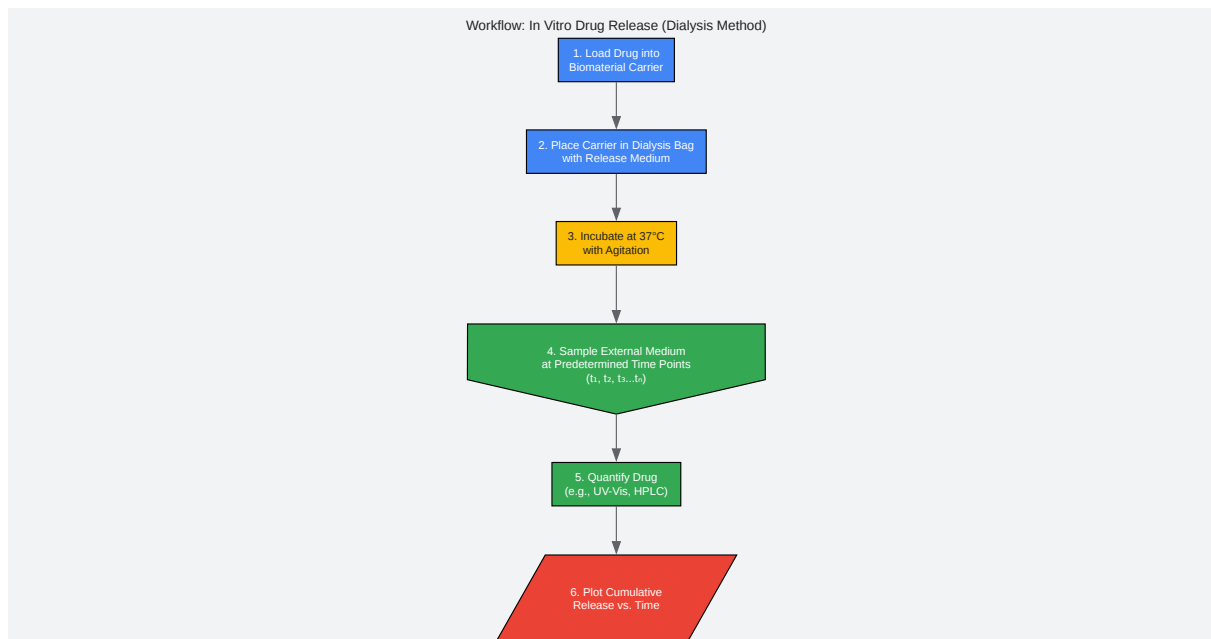 Workflow: In Vitro Drug Release (Dialysis Method)
1. Load Drug into
Biomaterial Carrier
2. Place Carrier in Dialysis Bag
with Release Medium
3. Incubate at 37°C
with Agitation
4. Sample External Medium
at Predetermined Time Points
(t₁, t₂, t₃...tₙ)
5. Quantify Drug
(e.g., UV-Vis, HPLC)
6. Plot Cumulative
Release vs. Time